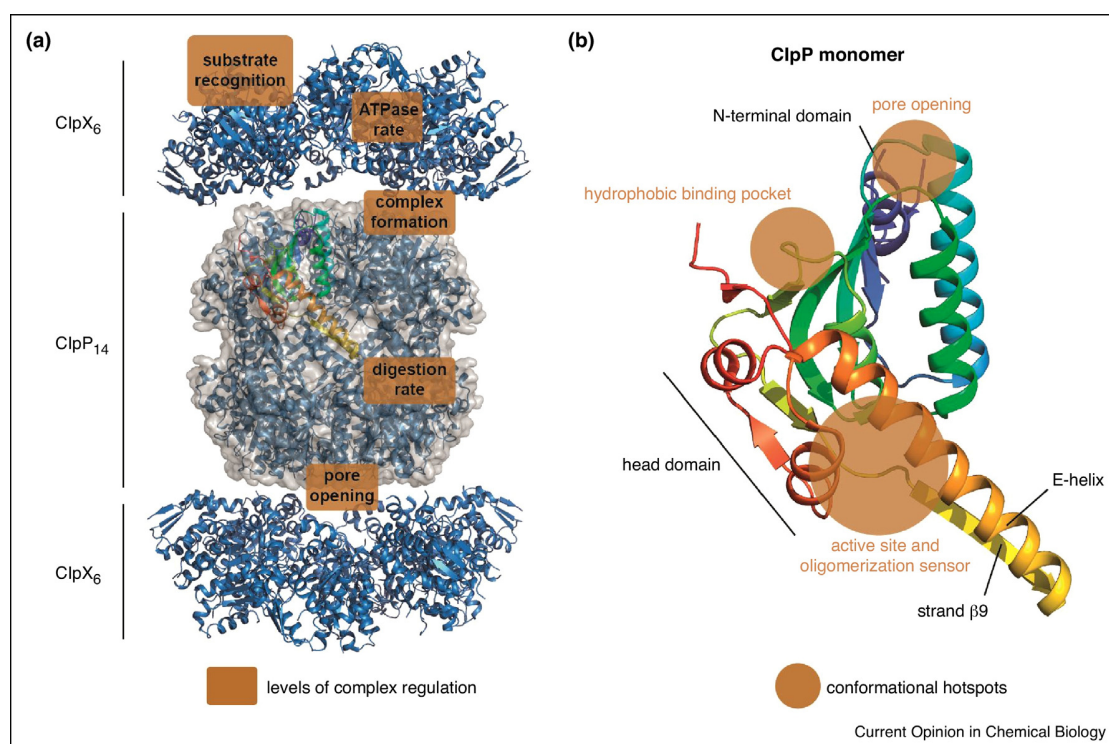 (a)
substrate
recognition
ClpX6
ATPase
rate
complex
formation
ClpP14
digestion
rate
pore
opening
ClpX6
levels of complex regulation
(b)
ClpP monomer
pore opening
N-terminal domain
hydrophobic binding pocket
head domain
E-helix
active site and
oligomerization sensor
strand β9
conformational hotspots
Current Opinion in Chemical Biology